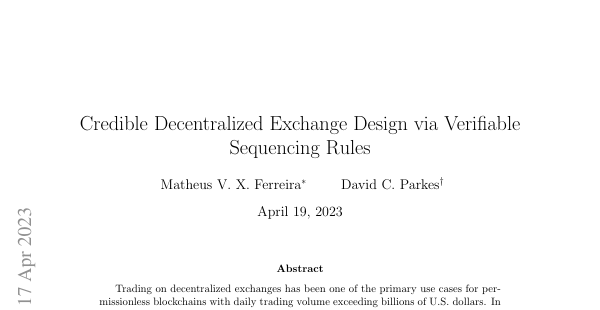 Credible Decentralized Exchange Design via Verifiable
Sequencing Rules
Matheus V. X. Ferreira* David C. Parkes†
April 19, 2023
17 Apr 2023
Abstract
Trading on decentralized exchanges has been one of the primary use cases for per-
missionless blockchains with daily trading volume exceeding billions of U.S. dollars. In